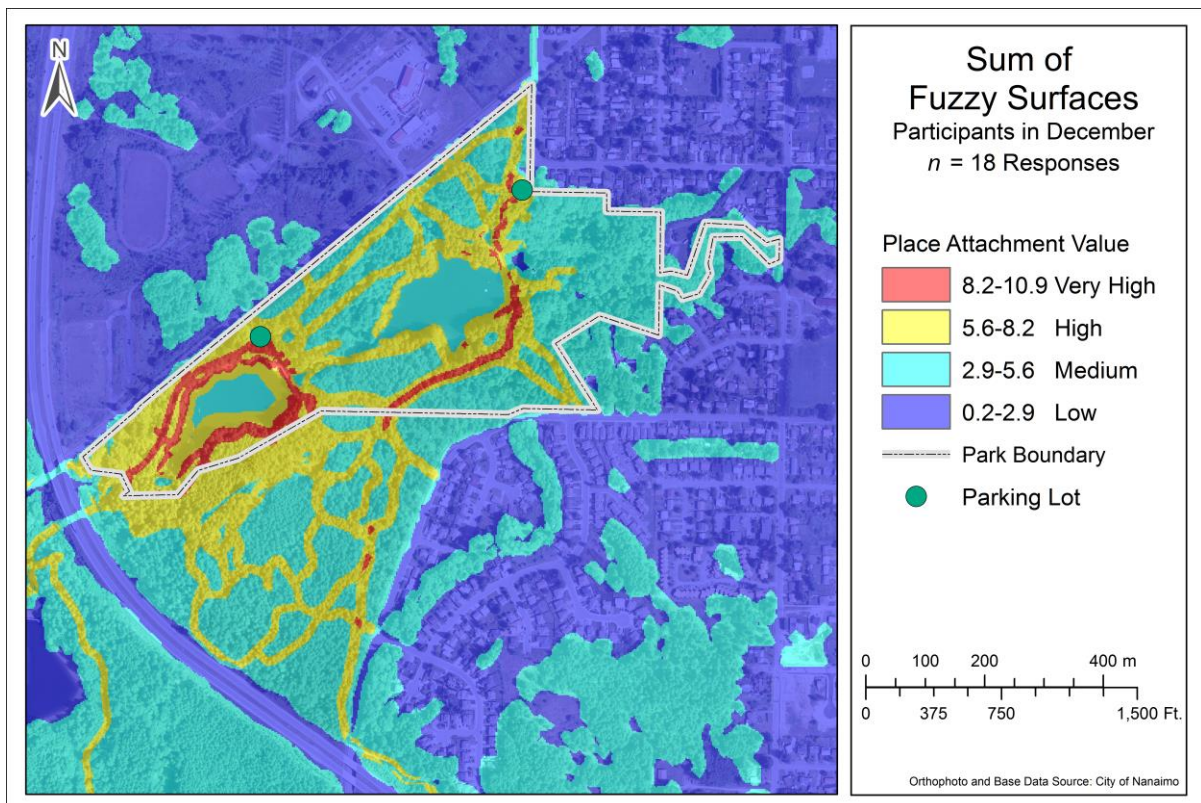 N
Sum of
Fuzzy Surfaces
Participants in December
n = 18 Responses
Place Attachment Value
8.2-10.9 Very High
5.6-8.2 High
2.9-5.6 Medium
0.2-2.9 Low
Park Boundary
Parking Lot
0 100 200 400 m
0 375 750 1,500 Ft.
Orthophoto and Base Data Source: City of Nanaimo